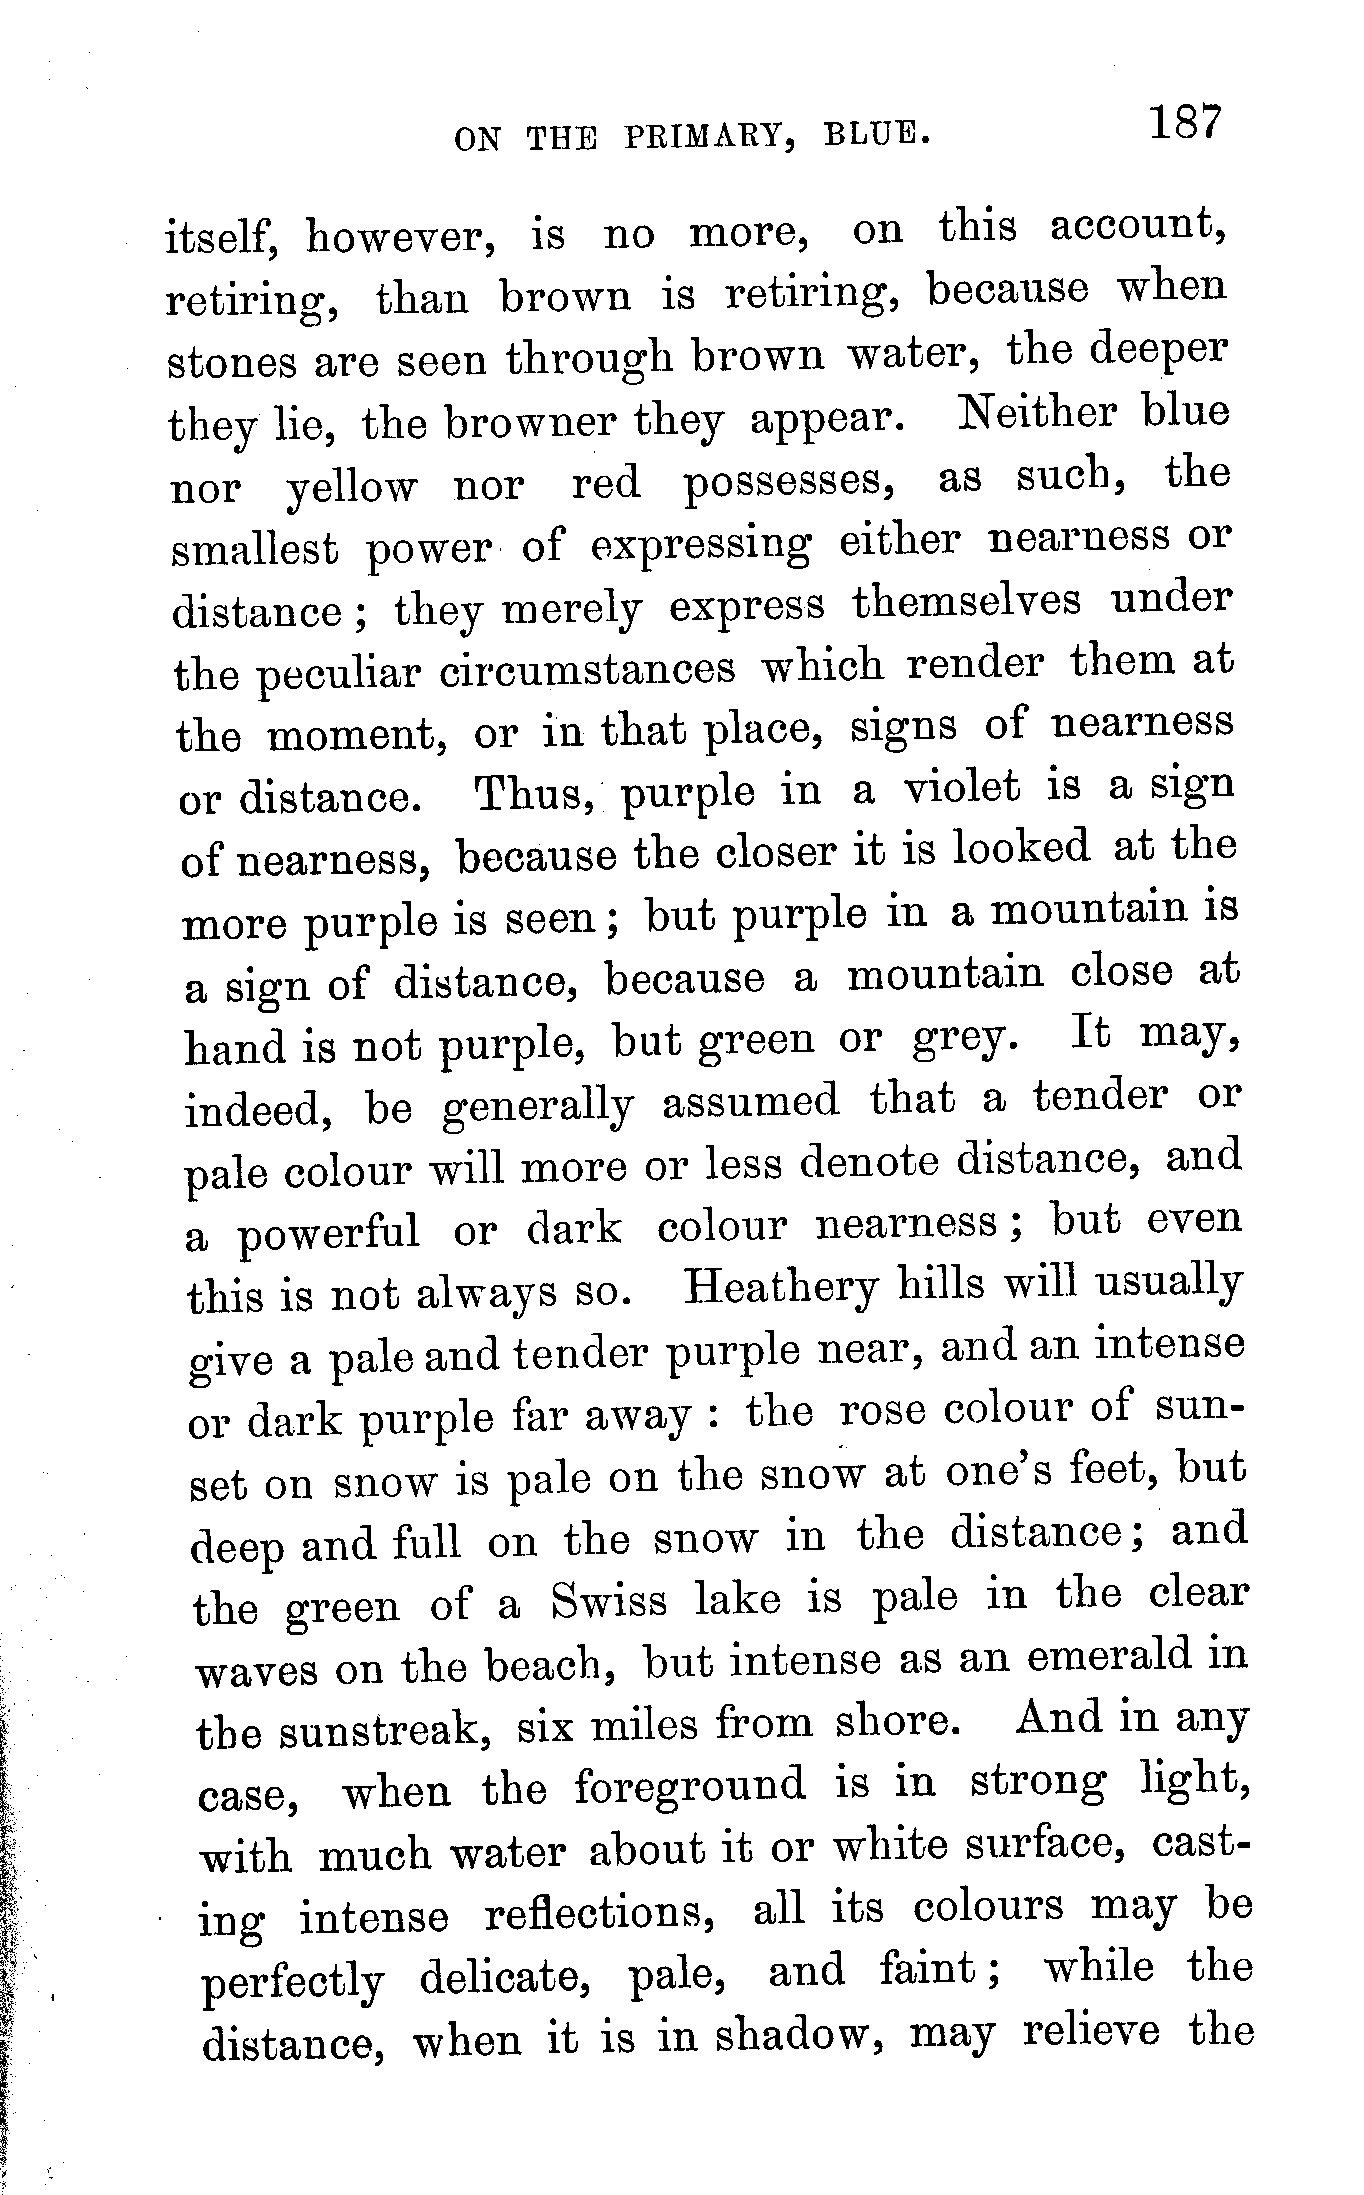 ON THE PRIMARY, BLUE. 187
itself, however, is no more, on this account,
retiring, than brown is retiring, because when
stones are seen through brown water, the deeper
they lie, the browner they appear. Neither blue
nor yellow nor red possesses, as such, the
smallest power of expressing either nearness or
distance ; they merely express themselves under
the peculiar circumstances which render them at
the moment, or in that place, signs of nearness
or distance. Thus, purple in a violet is a sign
of nearness, because the closer it is looked at the
more purple is seen ; but purple in a mountain is
a sign of distance, because a mountain close at
hand is not purple, but green or grey. It may,
indeed, be generally assumed that a tender or
pale colour will more or less denote distance, and
a powerful or dark colour nearness ; but even
this is not always so. Heathery hills will usually
give a pale and tender purple near, and an intense
or dark purple far away : the rose colour of sun-
set on snow is pale on the snow at one's feet, but
deep and full on the snow in the distance ; and
the green of a Swiss lake is pale in the clear
waves on the beach, but intense as an emerald in
the sunstreak, six miles from shore. And in any
case, when the foreground is in strong light,
with much water about it or white surface, cast-
ing intense reflections, all its colours may be
perfectly delicate, pale, and faint ; while the
distance, when it is in shadow, may relieve the